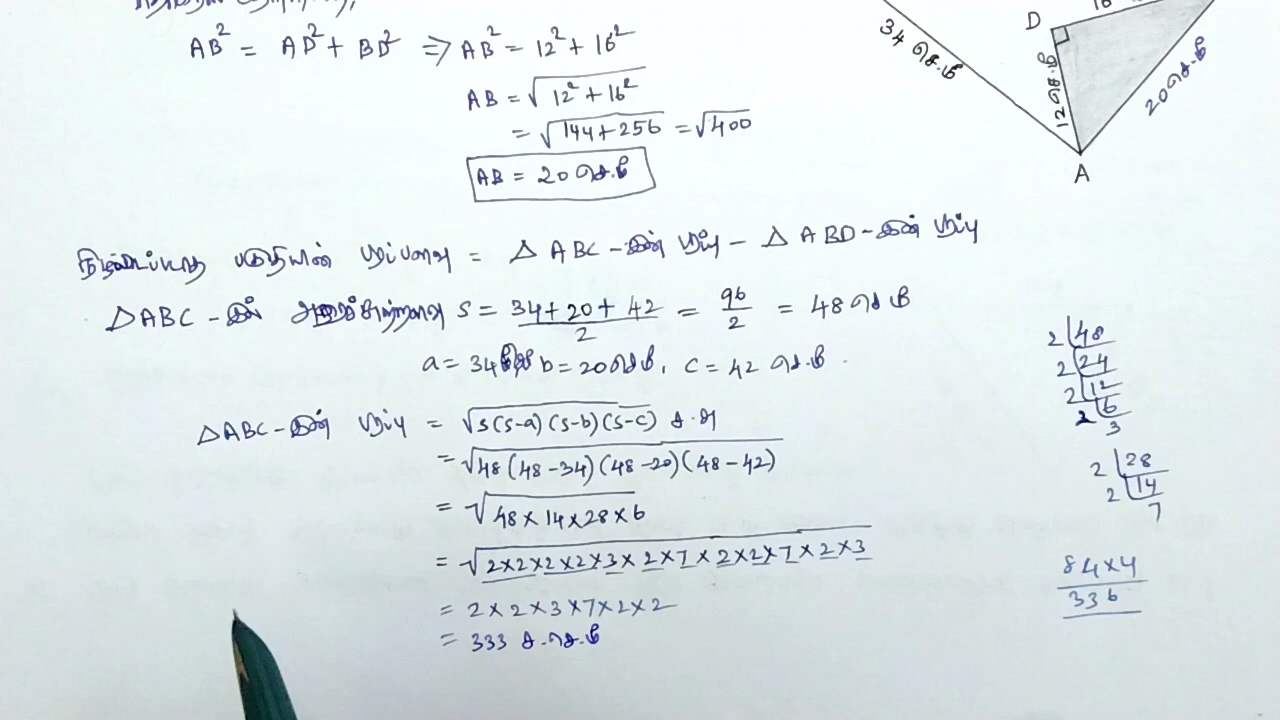 AB² = AD² + BD² ⇒ AB² = 12² + 16²
AB = √12² + 16²
= √144 + 256 = √400
AB = 20 செ.மீ
16
D
34 செ.மீ
12 செ.மீ
20 செ.மீ
A
நிழலிடப்படாத பகுதியின் பரப்பளவு = Δ ABC-இன் பரப்பு - Δ ABD-இன் பரப்பு
ΔABC-இன் அரைச்சுற்றளவு S = 34 + 20 + 42 / 2 = 96 / 2 = 48 செ மீ
a = 34 b = 20 செ.மீ, c = 42 செ.மீ.
ΔABC-இன் பரப்பு = √s(s-a)(s-b)(s-c) ச.அ
= √48(48-34)(48-20)(48-42)
= √48×14×28×6
= √2×2×2×2×3×2×7×2×2×7×2×3
= 2×2×3×7×2×2
= 333 ச.செ.மீ
2 48
2 24
2 12
2 6
3
2 28
2 14
7
84×4
336